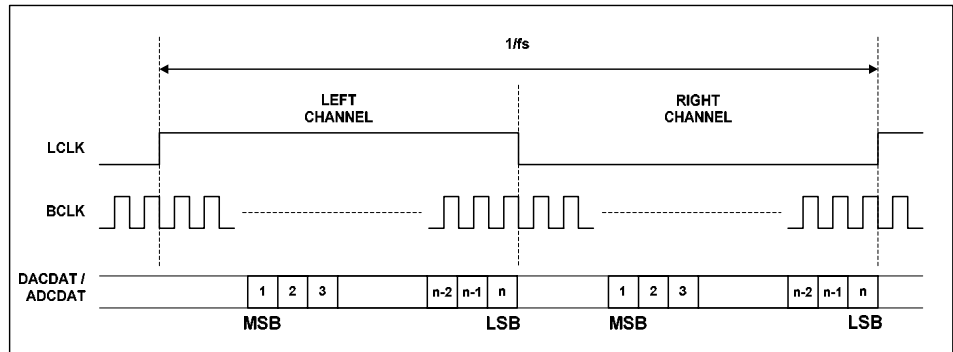 1/fs
LEFT
CHANNEL
RIGHT
CHANNEL
LCLK
BCLK
DACDAT /
ADCDAT
1 2 3 n-2 n-1 n 1 2 3 n-2 n-1 n
MSB LSB MSB LSB